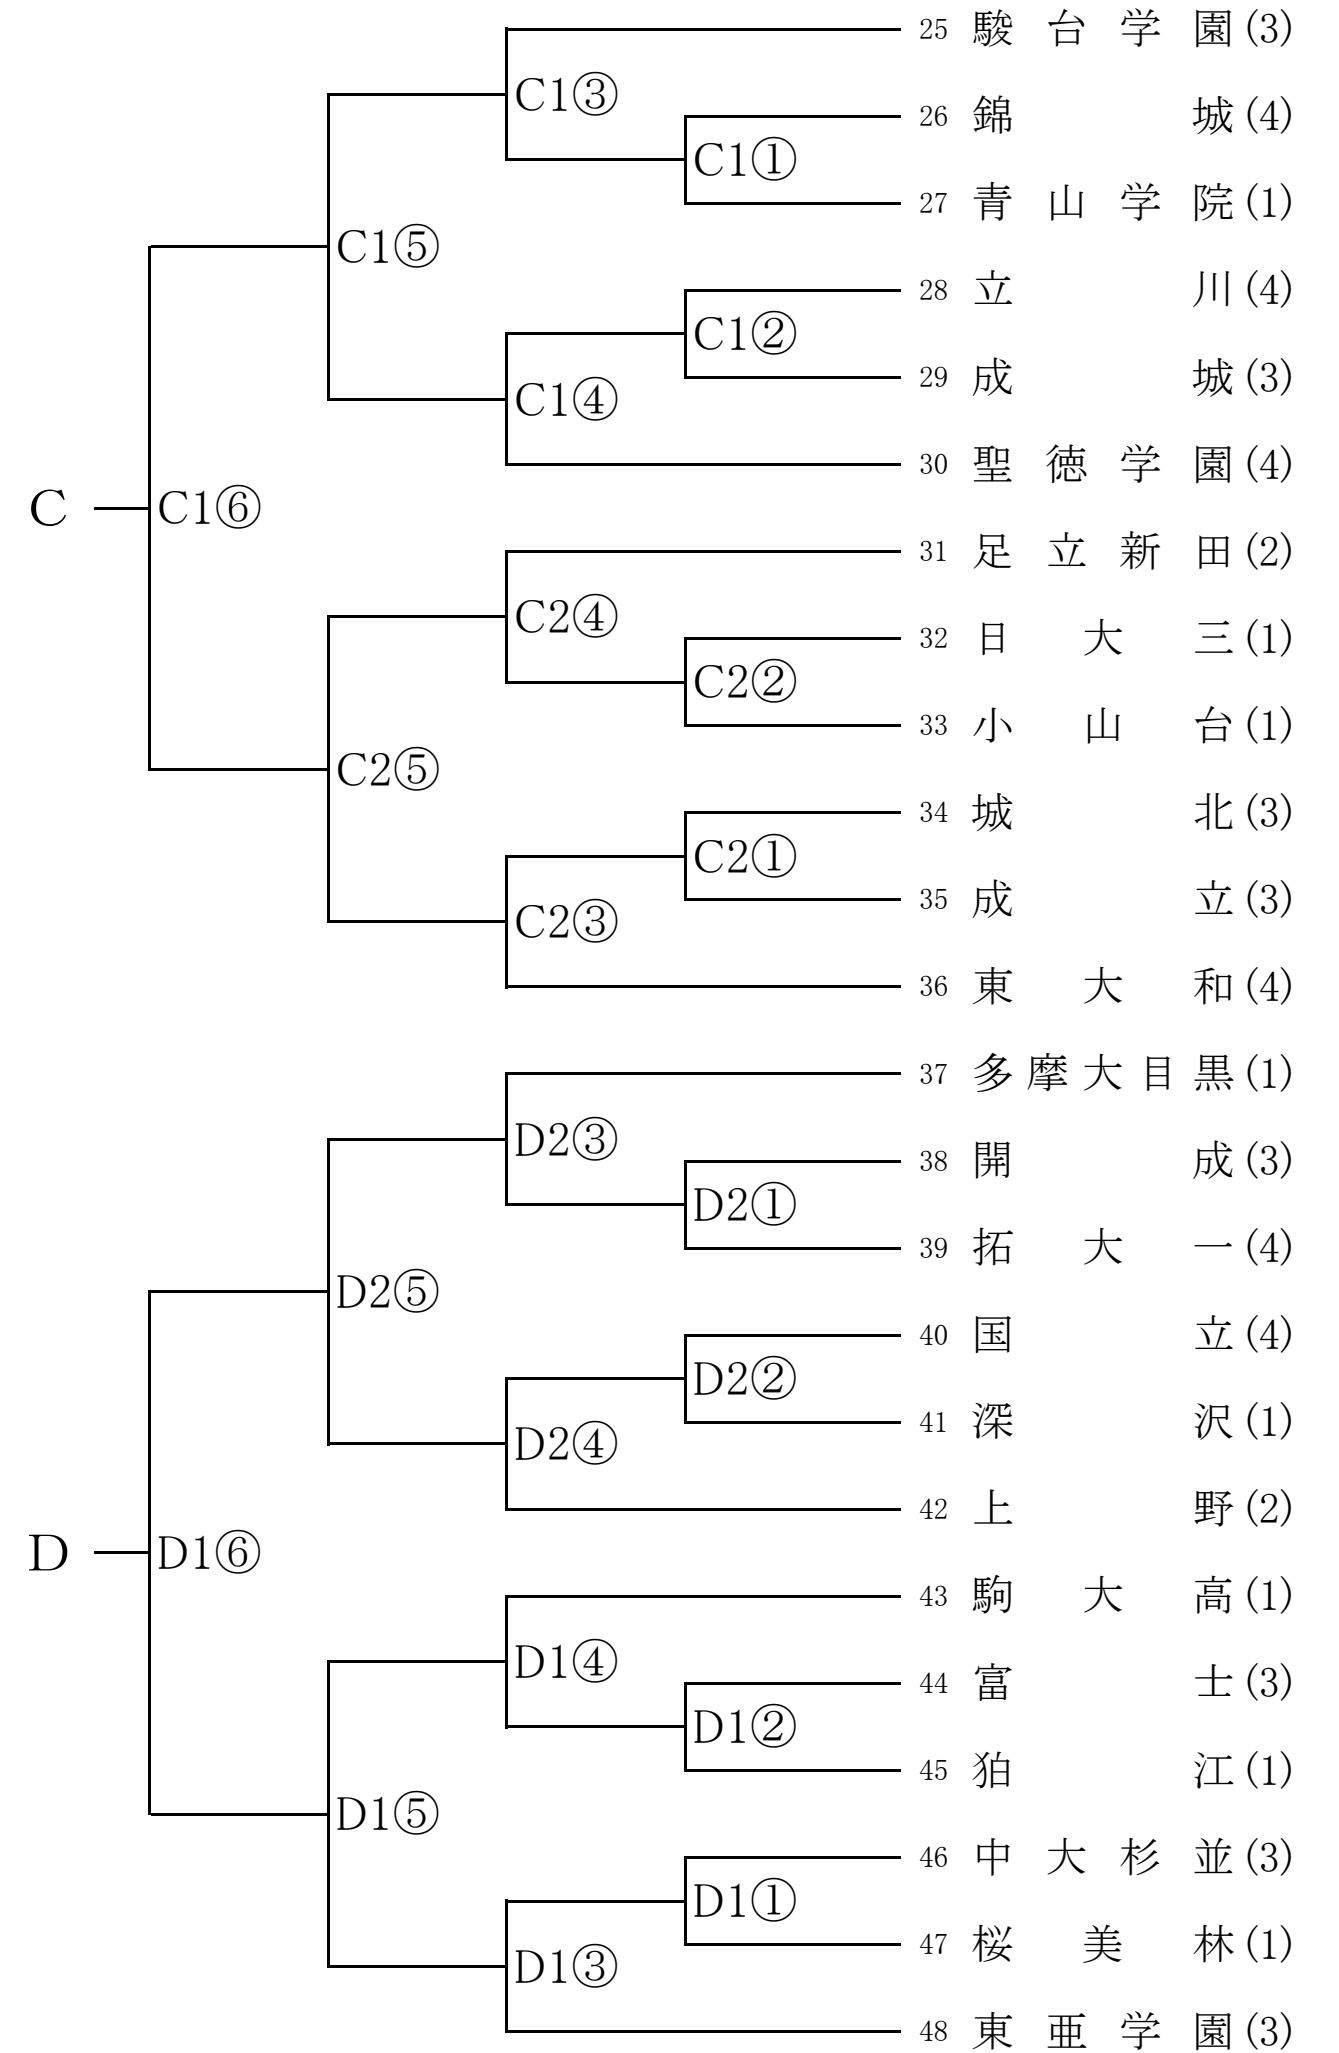 25 駿台学園(3)
C1③
26 錦城(4)
C1①
27 青山学院(1)
C1⑤
28 立川(4)
C1②
29 成城(3)
C1④
30 聖徳学園(4)
C
C1⑥
31 足立新田(2)
C2④
32 日大三(1)
C2②
33 小山台(1)
C2⑤
34 城北(3)
C2①
35 成立(3)
C2③
36 東大和(4)
37 多摩大目黒(1)
D2③
38 開成(3)
D2①
39 拓大一(4)
D2⑤
40 国立(4)
D2②
41 深沢(1)
D2④
42 上野(2)
D
D1⑥
43 駒大高(1)
D1④
44 富士(3)
D1②
45 狛江(1)
D1⑤
46 中大杉並(3)
D1①
47 桜美林(1)
D1③
48 東亜学園(3)